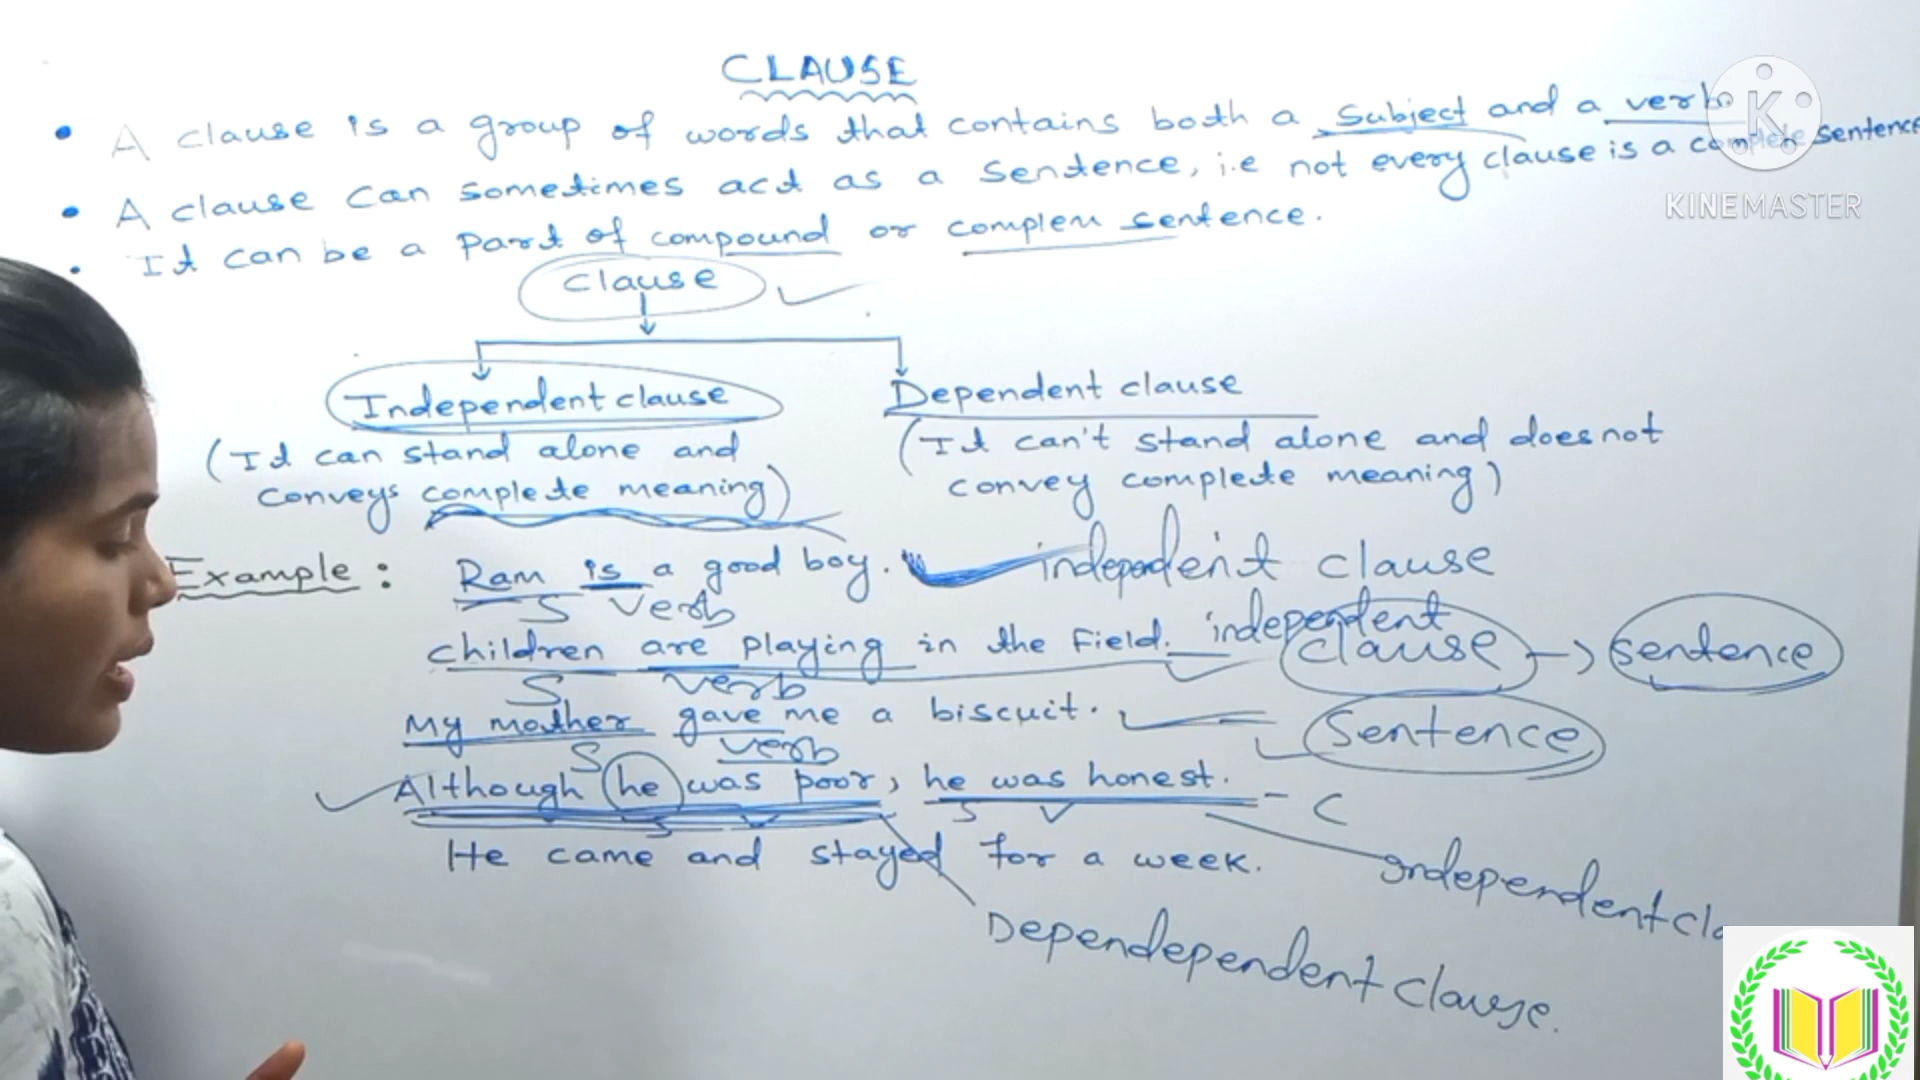 CLAUSE
• A clause is a group of words that contains both a subject and a verb.
• A clause can sometimes act as a sentence, i.e not every clause is a complete sentence
• It can be a part of compound or complex sentence.
clause
Independent clause Dependent clause
(It can stand alone and (It can't stand alone and does not
conveys complete meaning) convey complete meaning)
Example: Ram is a good boy. independent clause
S verb
children are playing in the field. independent
clause → sentence
S verb
My mother gave me a biscuit. sentence
S verb
Although he was poor, he was honest. - C
S V S V
He came and stayed for a week.
Independent cla
Dependependent clause.
KINEMASTER